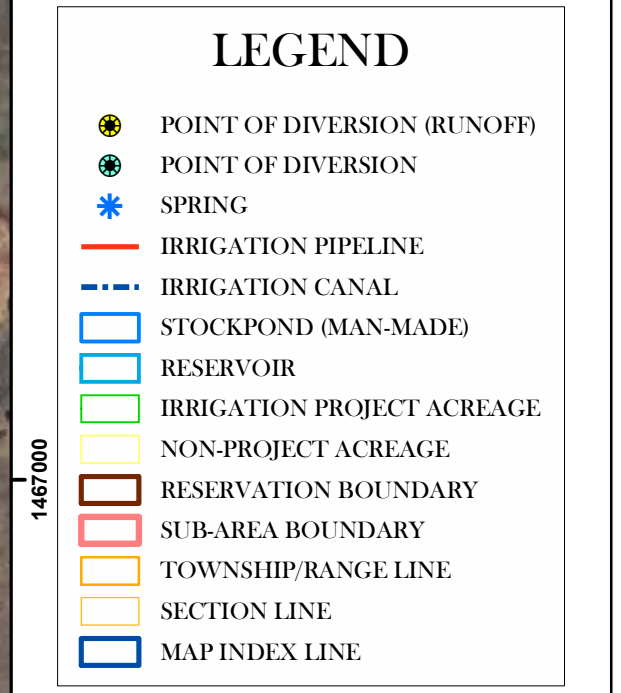 LEGEND
POINT OF DIVERSION (RUNOFF)
POINT OF DIVERSION
SPRING
IRRIGATION PIPELINE
IRRIGATION CANAL
STOCKPOND (MAN-MADE)
RESERVOIR
IRRIGATION PROJECT ACREAGE
NON-PROJECT ACREAGE
RESERVATION BOUNDARY
SUB-AREA BOUNDARY
TOWNSHIP/RANGE LINE
SECTION LINE
MAP INDEX LINE
1467000